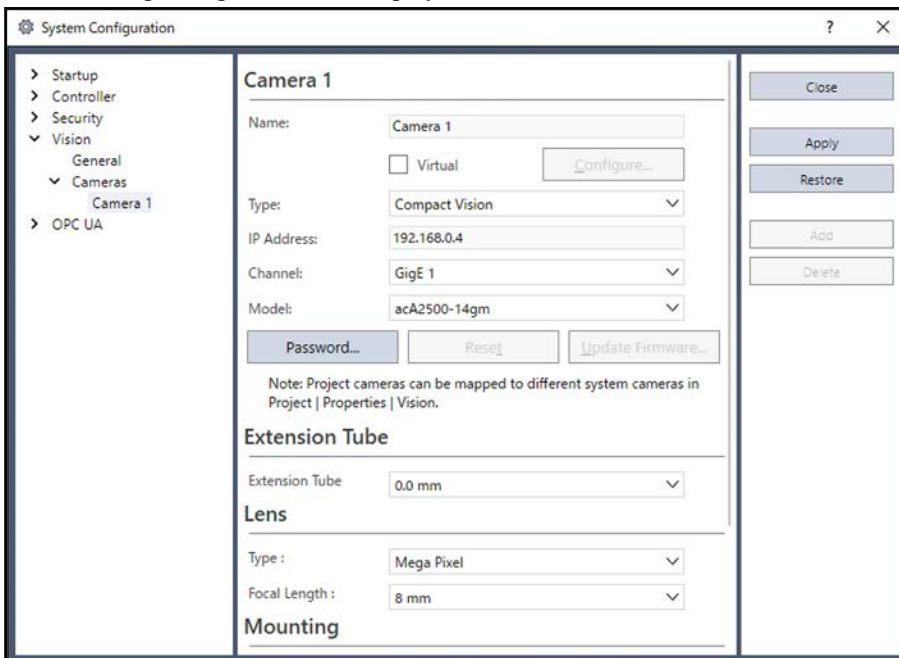 System Configuration
?
Startup
Controller
Security
Vision
General
Cameras
Camera 1
OPC UA
Camera 1
Name: Camera 1
Virtual Configure...
Type: Compact Vision
IP Address: 192.168.0.4
Channel: GigE 1
Model: acA2500-14gm
Password... Reset Update Firmware...
Note: Project cameras can be mapped to different system cameras in
Project | Properties | Vision.
Extension Tube
Extension Tube 0.0 mm
Lens
Type : Mega Pixel
Focal Length : 8 mm
Mounting
Close
Apply
Restore
Add
Delete